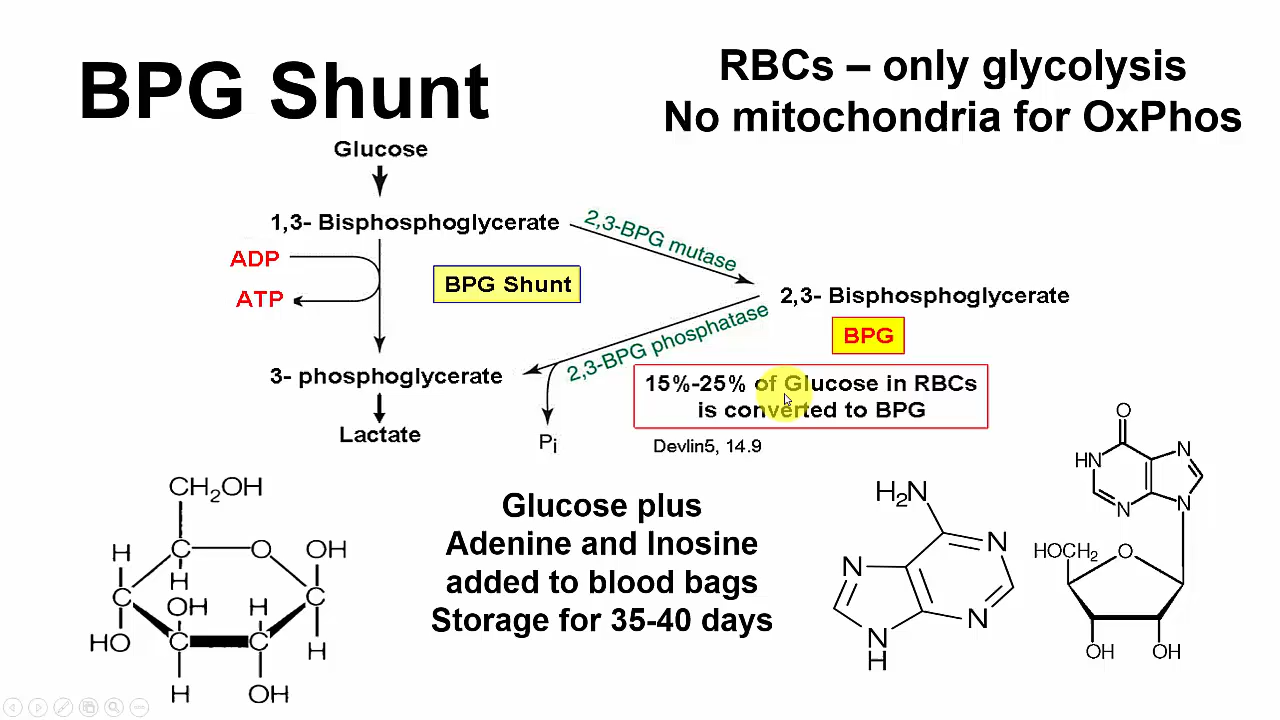 BPG Shunt
RBCs – only glycolysis
No mitochondria for OxPhos
Glucose
1,3- Bisphosphoglycerate
2,3-BPG mutase
ADP
ATP
BPG Shunt
2,3- Bisphosphoglycerate
BPG
2,3-BPG phosphatase
3- phosphoglycerate
Pi
Lactate
15%-25% of Glucose in RBCs
is converted to BPG
Devlin5, 14.9
Glucose plus
Adenine and Inosine
added to blood bags
Storage for 35-40 days
CH2OH
H
C
O
OH
H
C
OH
H
C
HO
C
C
H
H
OH
H2N
N
N
N
N
H
O
HN
N
N
N
HOCH2
O
OH
OH